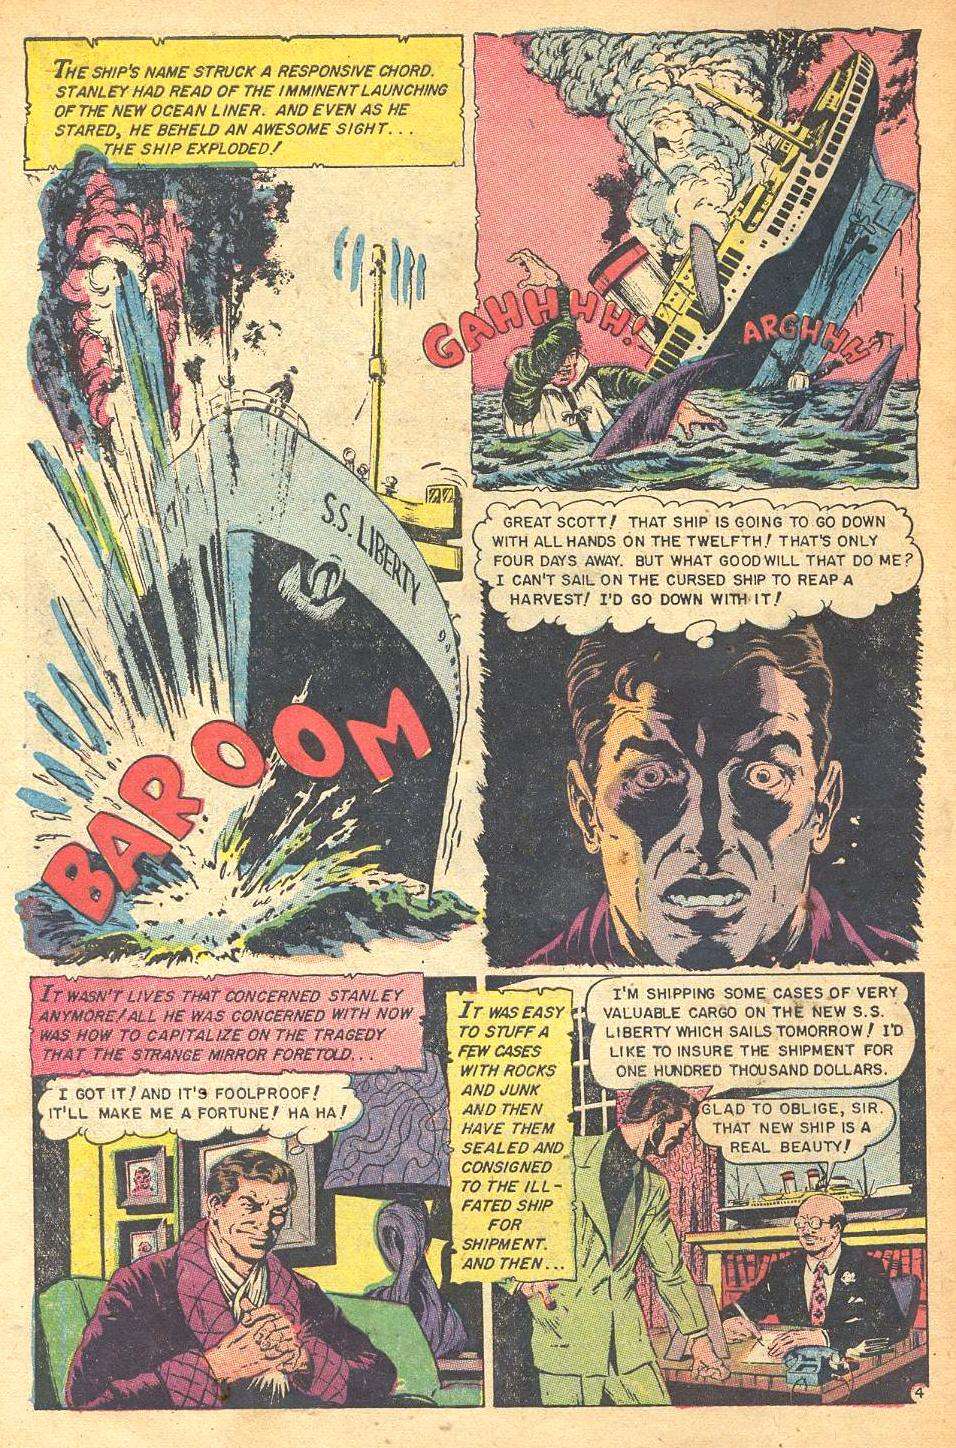 THE SHIP'S NAME STRUCK A RESPONSIVE CHORD.
STANLEY HAD READ OF THE IMMINENT LAUNCHING
OF THE NEW OCEAN LINER. AND EVEN AS HE
STARED, HE BEHELD AN AWESOME SIGHT...
THE SHIP EXPLODED!
S.S. LIBERTY
9
BAROOM
GAHHHHH!
ARGHHH
GREAT SCOTT! THAT SHIP IS GOING TO GO DOWN
WITH ALL HANDS ON THE TWELFTH! THAT'S ONLY
FOUR DAYS AWAY. BUT WHAT GOOD WILL THAT DO ME?
I CAN'T SAIL ON THE CURSED SHIP TO REAP A
HARVEST! I'D GO DOWN WITH IT!
IT WASN'T LIVES THAT CONCERNED STANLEY
ANYMORE! ALL HE WAS CONCERNED WITH NOW
WAS HOW TO CAPITALIZE ON THE TRAGEDY
THAT THE STRANGE MIRROR FORETOLD...
I GOT IT! AND IT'S FOOLPROOF!
IT'LL MAKE ME A FORTUNE! HA HA!
IT WAS EASY
TO STUFF A
FEW CASES
WITH ROCKS
AND JUNK
AND THEN
HAVE THEM
SEALED AND
CONSIGNED
TO THE ILL-
FATED SHIP
FOR
SHIPMENT.
AND THEN...
I'M SHIPPING SOME CASES OF VERY
VALUABLE CARGO ON THE NEW S.S.
LIBERTY WHICH SAILS TOMORROW! I'D
LIKE TO INSURE THE SHIPMENT FOR
ONE HUNDRED THOUSAND DOLLARS.
GLAD TO OBLIGE, SIR.
THAT NEW SHIP IS A
REAL BEAUTY!
4